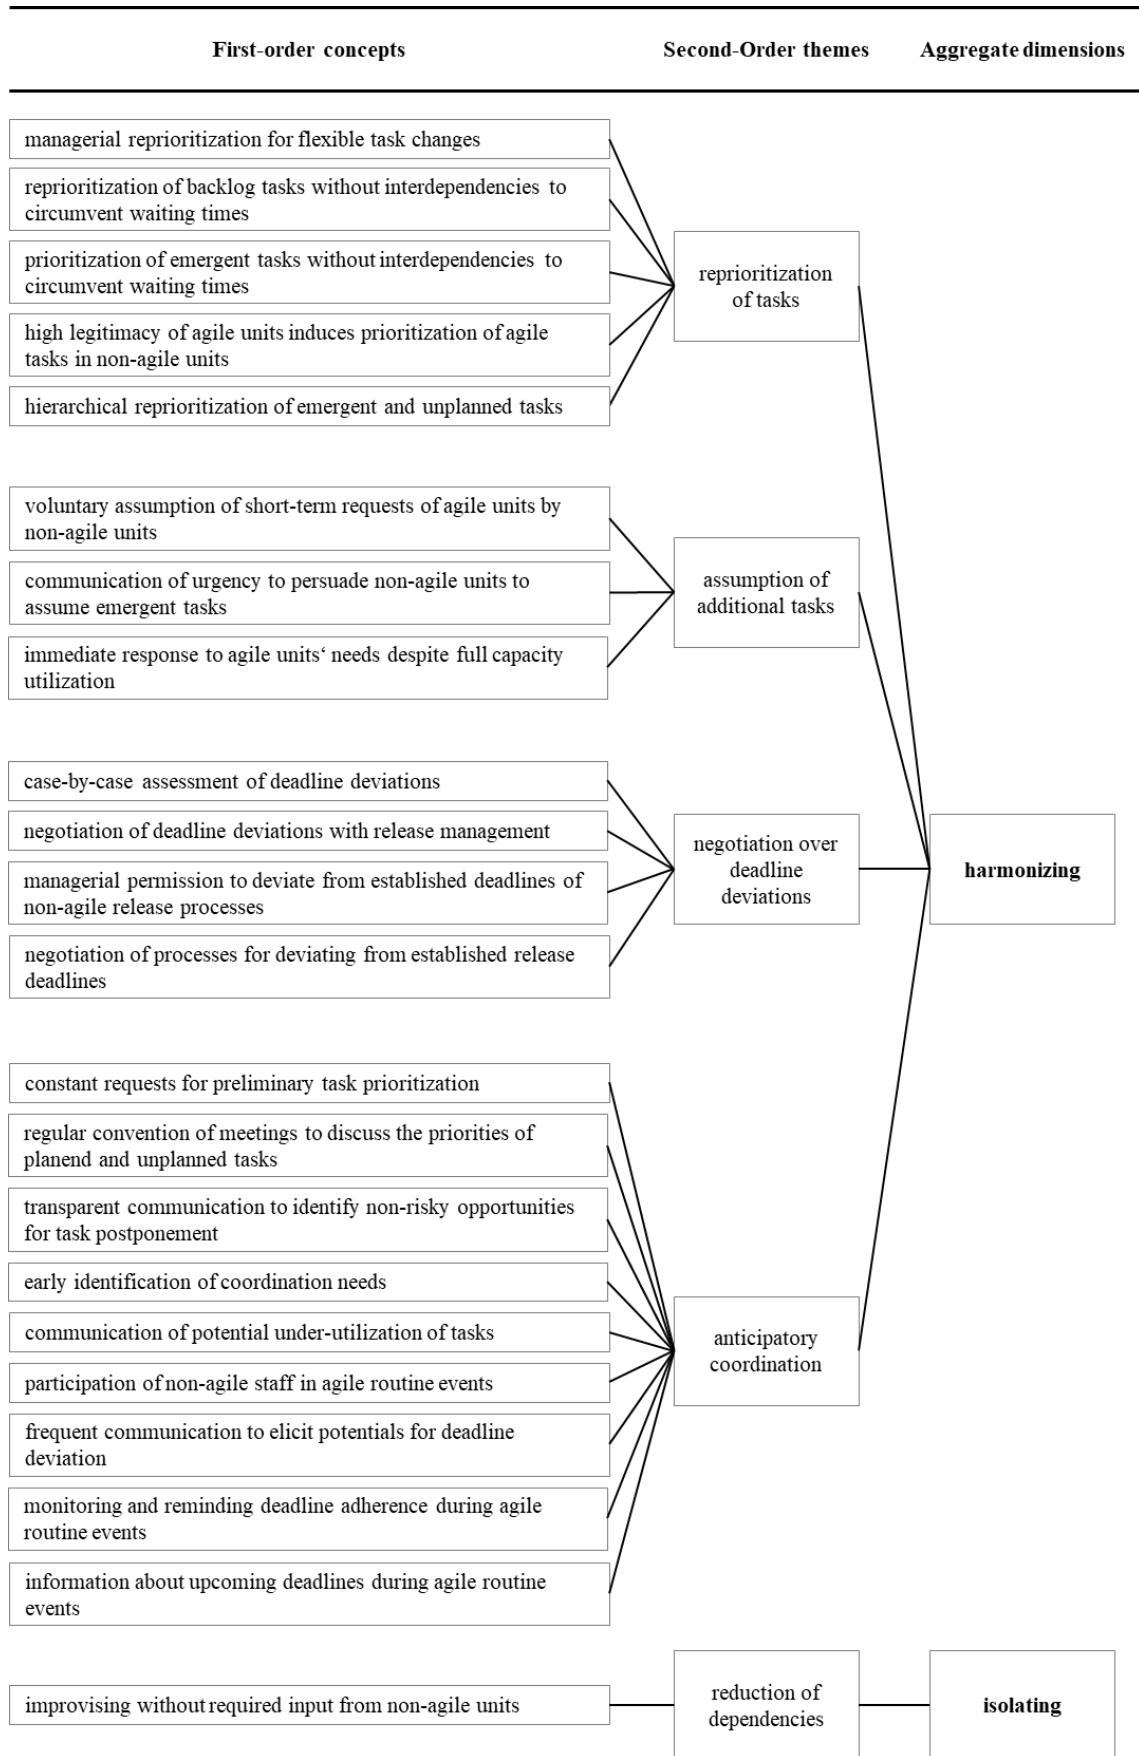 First-order concepts
Second-Order themes
Aggregate dimensions
managerial reprioritization for flexible task changes
reprioritization of backlog tasks without interdependencies to
circumvent waiting times
prioritization of emergent tasks without interdependencies to
circumvent waiting times
high legitimacy of agile units induces prioritization of agile
tasks in non-agile units
hierarchical reprioritization of emergent and unplanned tasks
reprioritization
of tasks
voluntary assumption of short-term requests of agile units by
non-agile units
communication of urgency to persuade non-agile units to
assume emergent tasks
immediate response to agile units‘ needs despite full capacity
utilization
assumption of
additional tasks
case-by-case assessment of deadline deviations
negotiation of deadline deviations with release management
managerial permission to deviate from established deadlines of
non-agile release processes
negotiation of processes for deviating from established release
deadlines
negotiation over
deadline
deviations
harmonizing
constant requests for preliminary task prioritization
regular convention of meetings to discuss the priorities of
planend and unplanned tasks
transparent communication to identify non-risky opportunities
for task postponement
early identification of coordination needs
communication of potential under-utilization of tasks
participation of non-agile staff in agile routine events
frequent communication to elicit potentials for deadline
deviation
monitoring and reminding deadline adherence during agile
routine events
information about upcoming deadlines during agile routine
events
anticipatory
coordination
improvising without required input from non-agile units
reduction of
dependencies
isolating